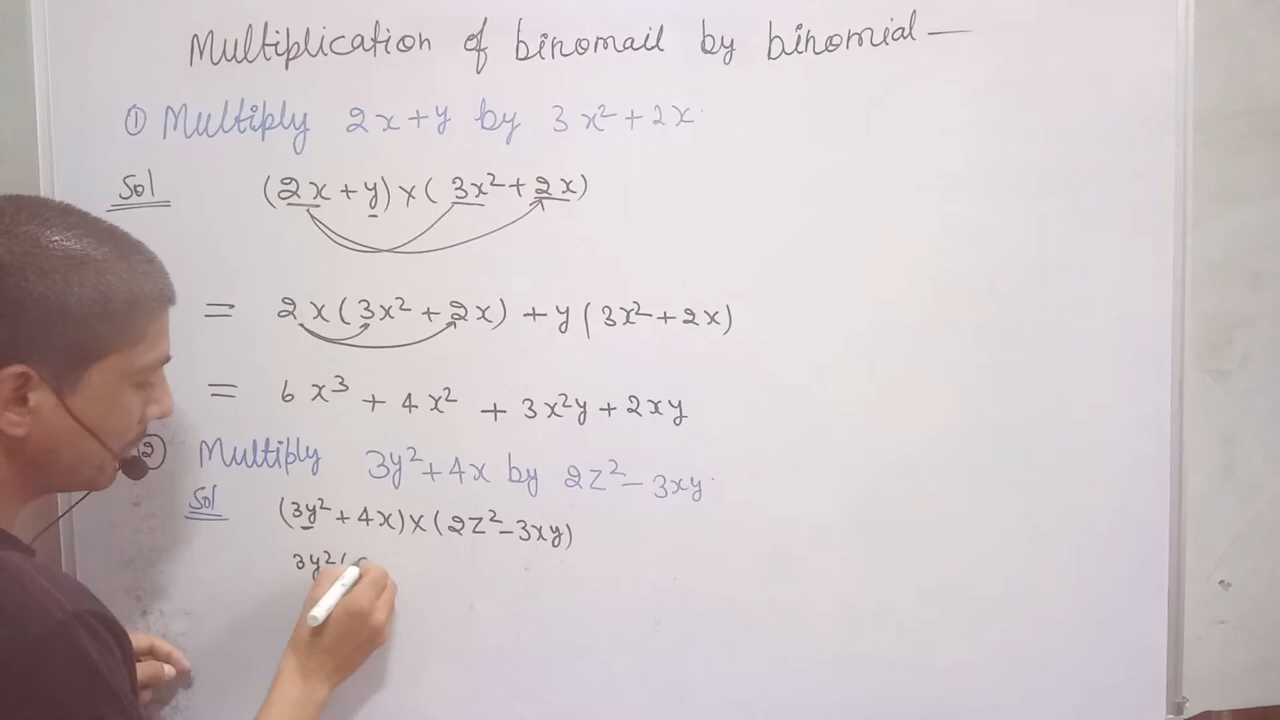 Multiplication of binomail by binomial —
① Multiply 2x+y by 3x²+2x.
Sol (2x+y)×(3x²+2x)
= 2x(3x²+2x)+y(3x²+2x)
= 6x³+4x²+3x²y+2xy
② Multiply 3y²+4x by 2z²-3xy.
Sol (3y²+4x)×(2z²-3xy)
3y²(